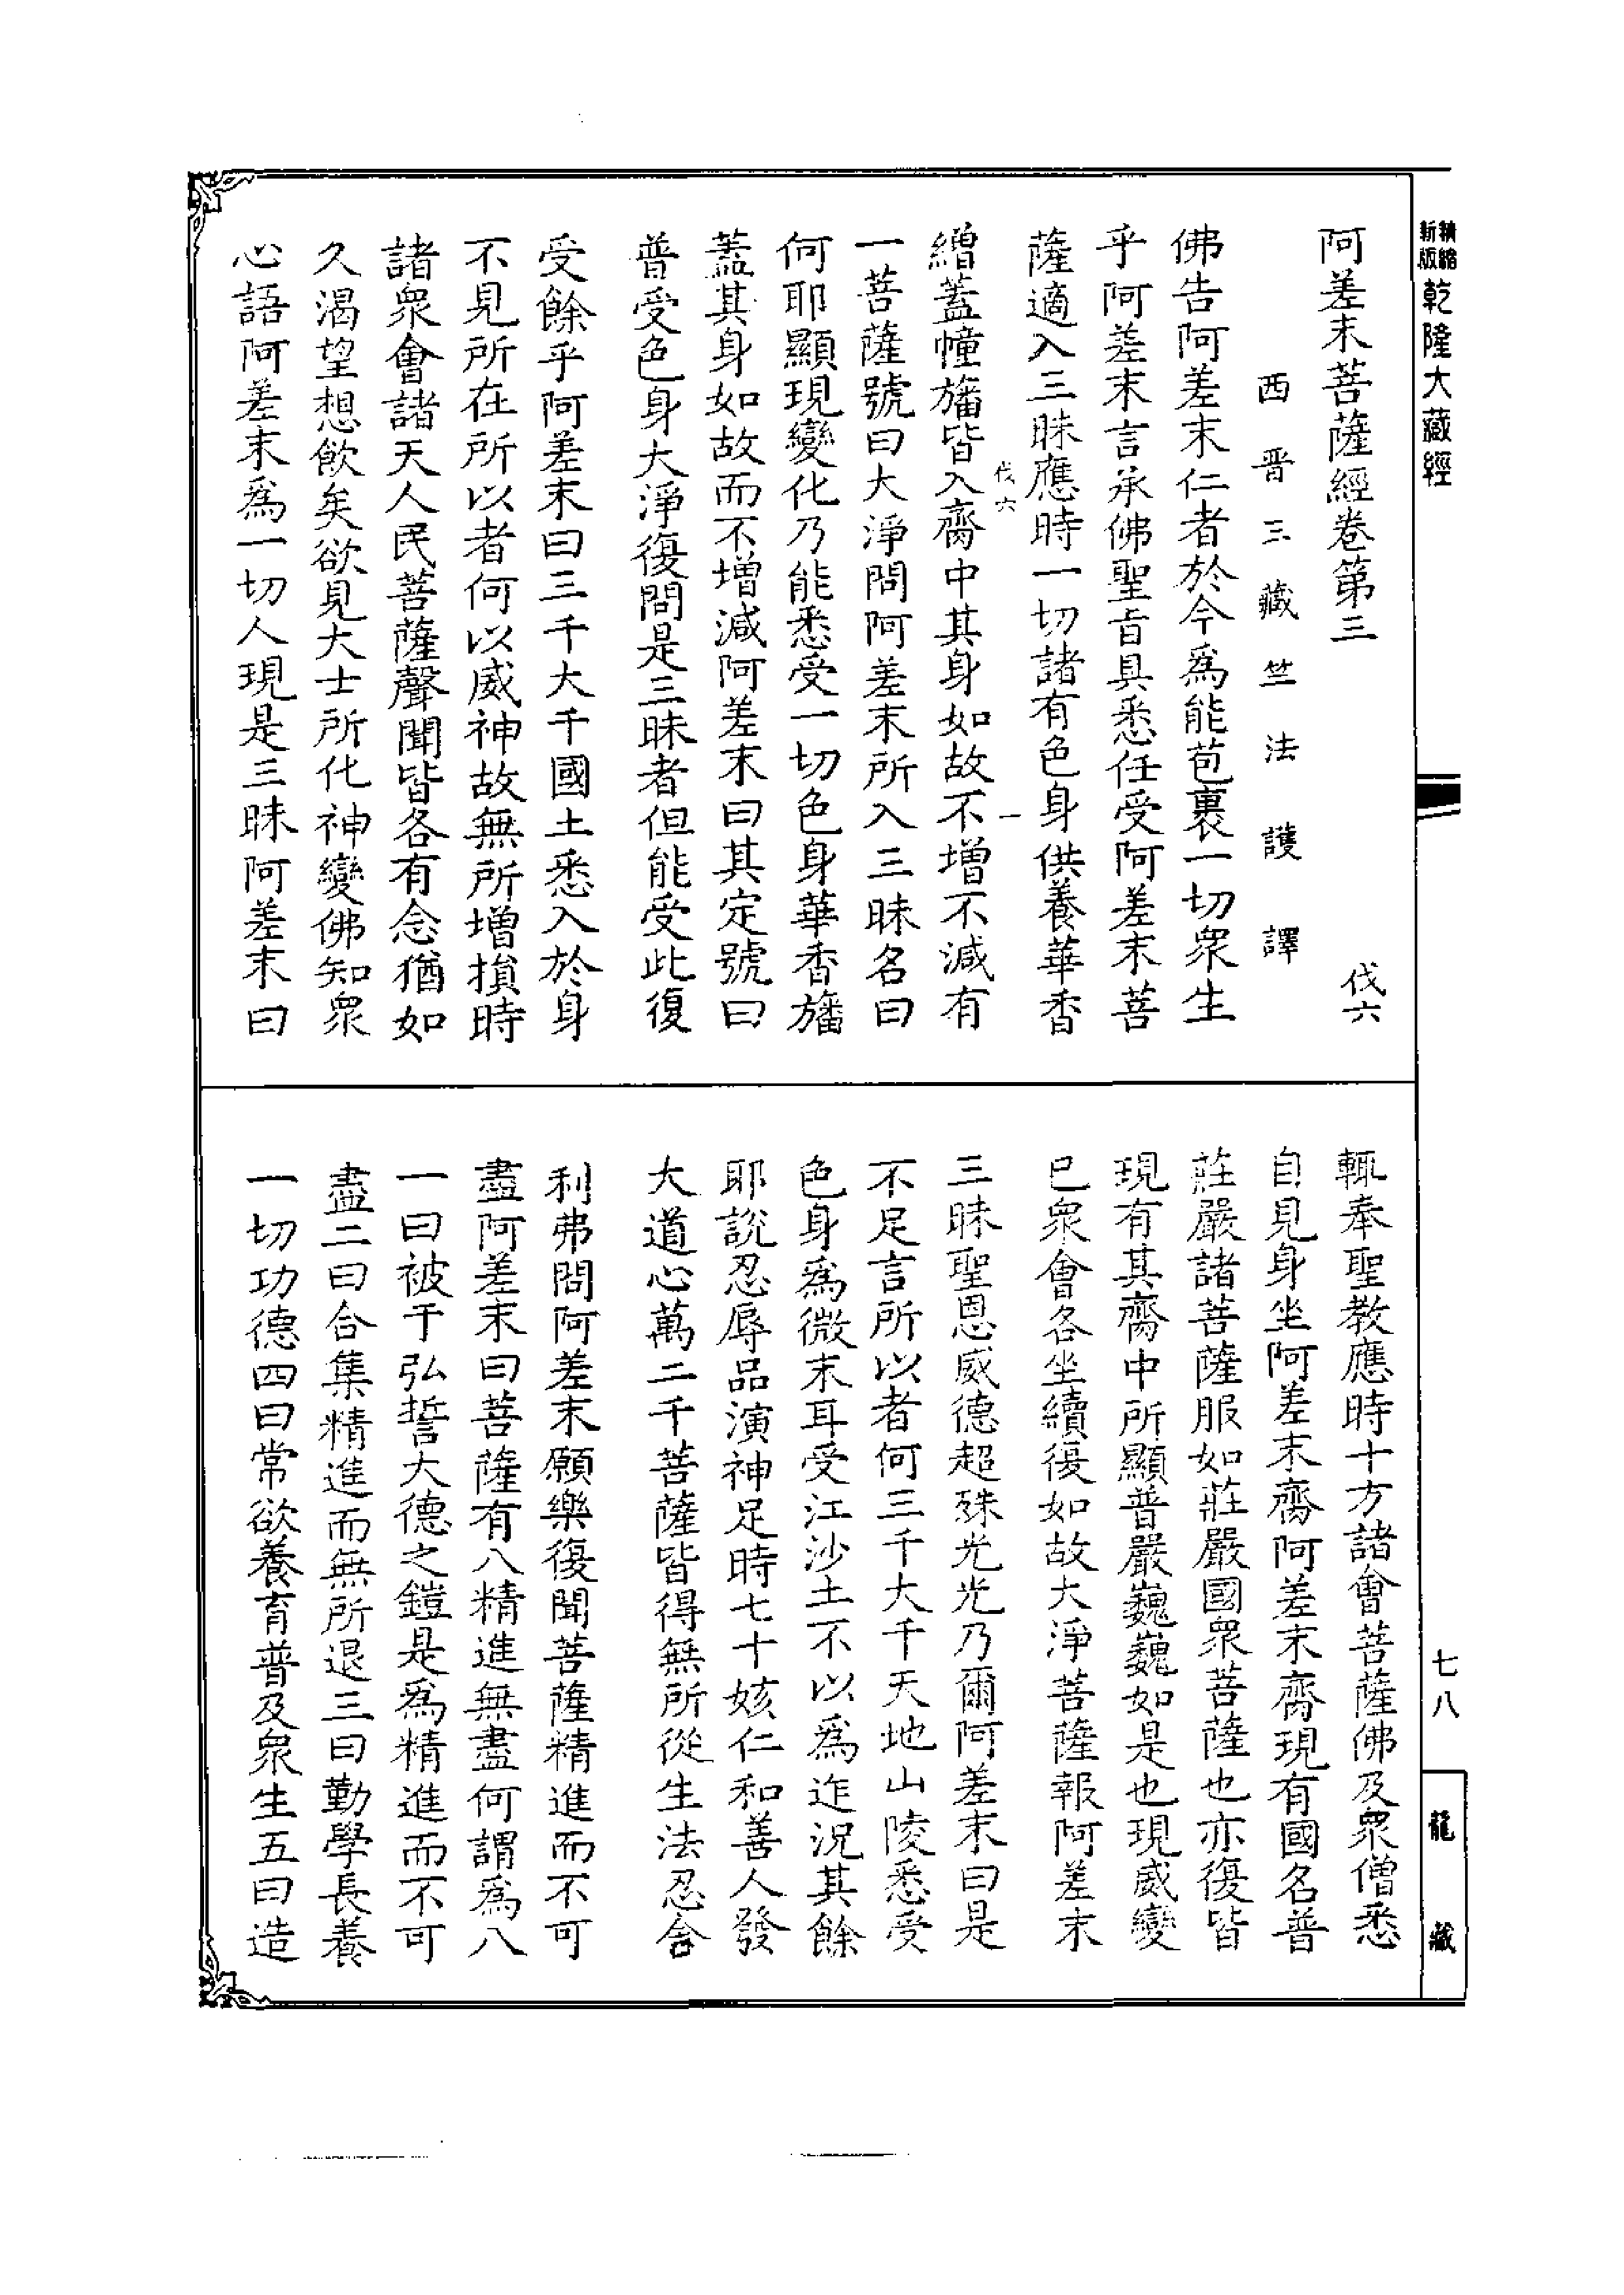 精縮
新版
乾隆大藏經
阿差末菩薩經卷第三
伐六
西晋三藏竺法護譯
佛告阿差末仁者於今為能苞裹一切衆生
乎阿差末言承佛聖旨具悉任受阿差末菩
薩適入三昧應時一切諸有色身供養華香
伐六
一
繒蓋幢旛皆入齎中其身如故不增不減有
一菩薩號曰大淨問阿差末所入三昧名曰
何耶顯現變化乃能悉受一切色身華香旛
蓋其身如故而不增減阿差末曰其定號曰
普受色身大淨復問是三昧者但能受此復
受餘乎阿差末曰三千大千國土悉入於身
不見所在所以者何以威神故無所增損時
諸衆會諸天人民菩薩聲聞皆各有念猶如
久渴望想飲矣欲見大士所化神變佛知衆
心語阿差末為一切人現是三昧阿差末曰
輒奉聖教應時十方諸會菩薩佛及衆僧悉
自見身坐阿差末齎阿差末齎現有國名普
莊嚴諸菩薩服如莊嚴國衆菩薩也亦復皆
現有其齎中所顯普嚴巍巍如是也現威變
已衆會各坐續復如故大淨菩薩報阿差末
三昧聖恩威德超殊光光乃爾阿差末曰是
不足言所以者何三千大千天地山陵悉受
色身為微末耳受江沙土不以為迮況其餘
耶說忍辱品演神足時七十姟仁和善人發
大道心萬二千菩薩皆得無所從生法忍舍
利弗問阿差末願樂復聞菩薩精進而不可
盡阿差末曰菩薩有八精進無盡何謂為八
一曰被于弘誓大德之鎧是為精進而不可
盡二曰合集精進而無所退三曰勤學長養
一切功德四曰常欲養育普及衆生五曰造
七八
龍藏